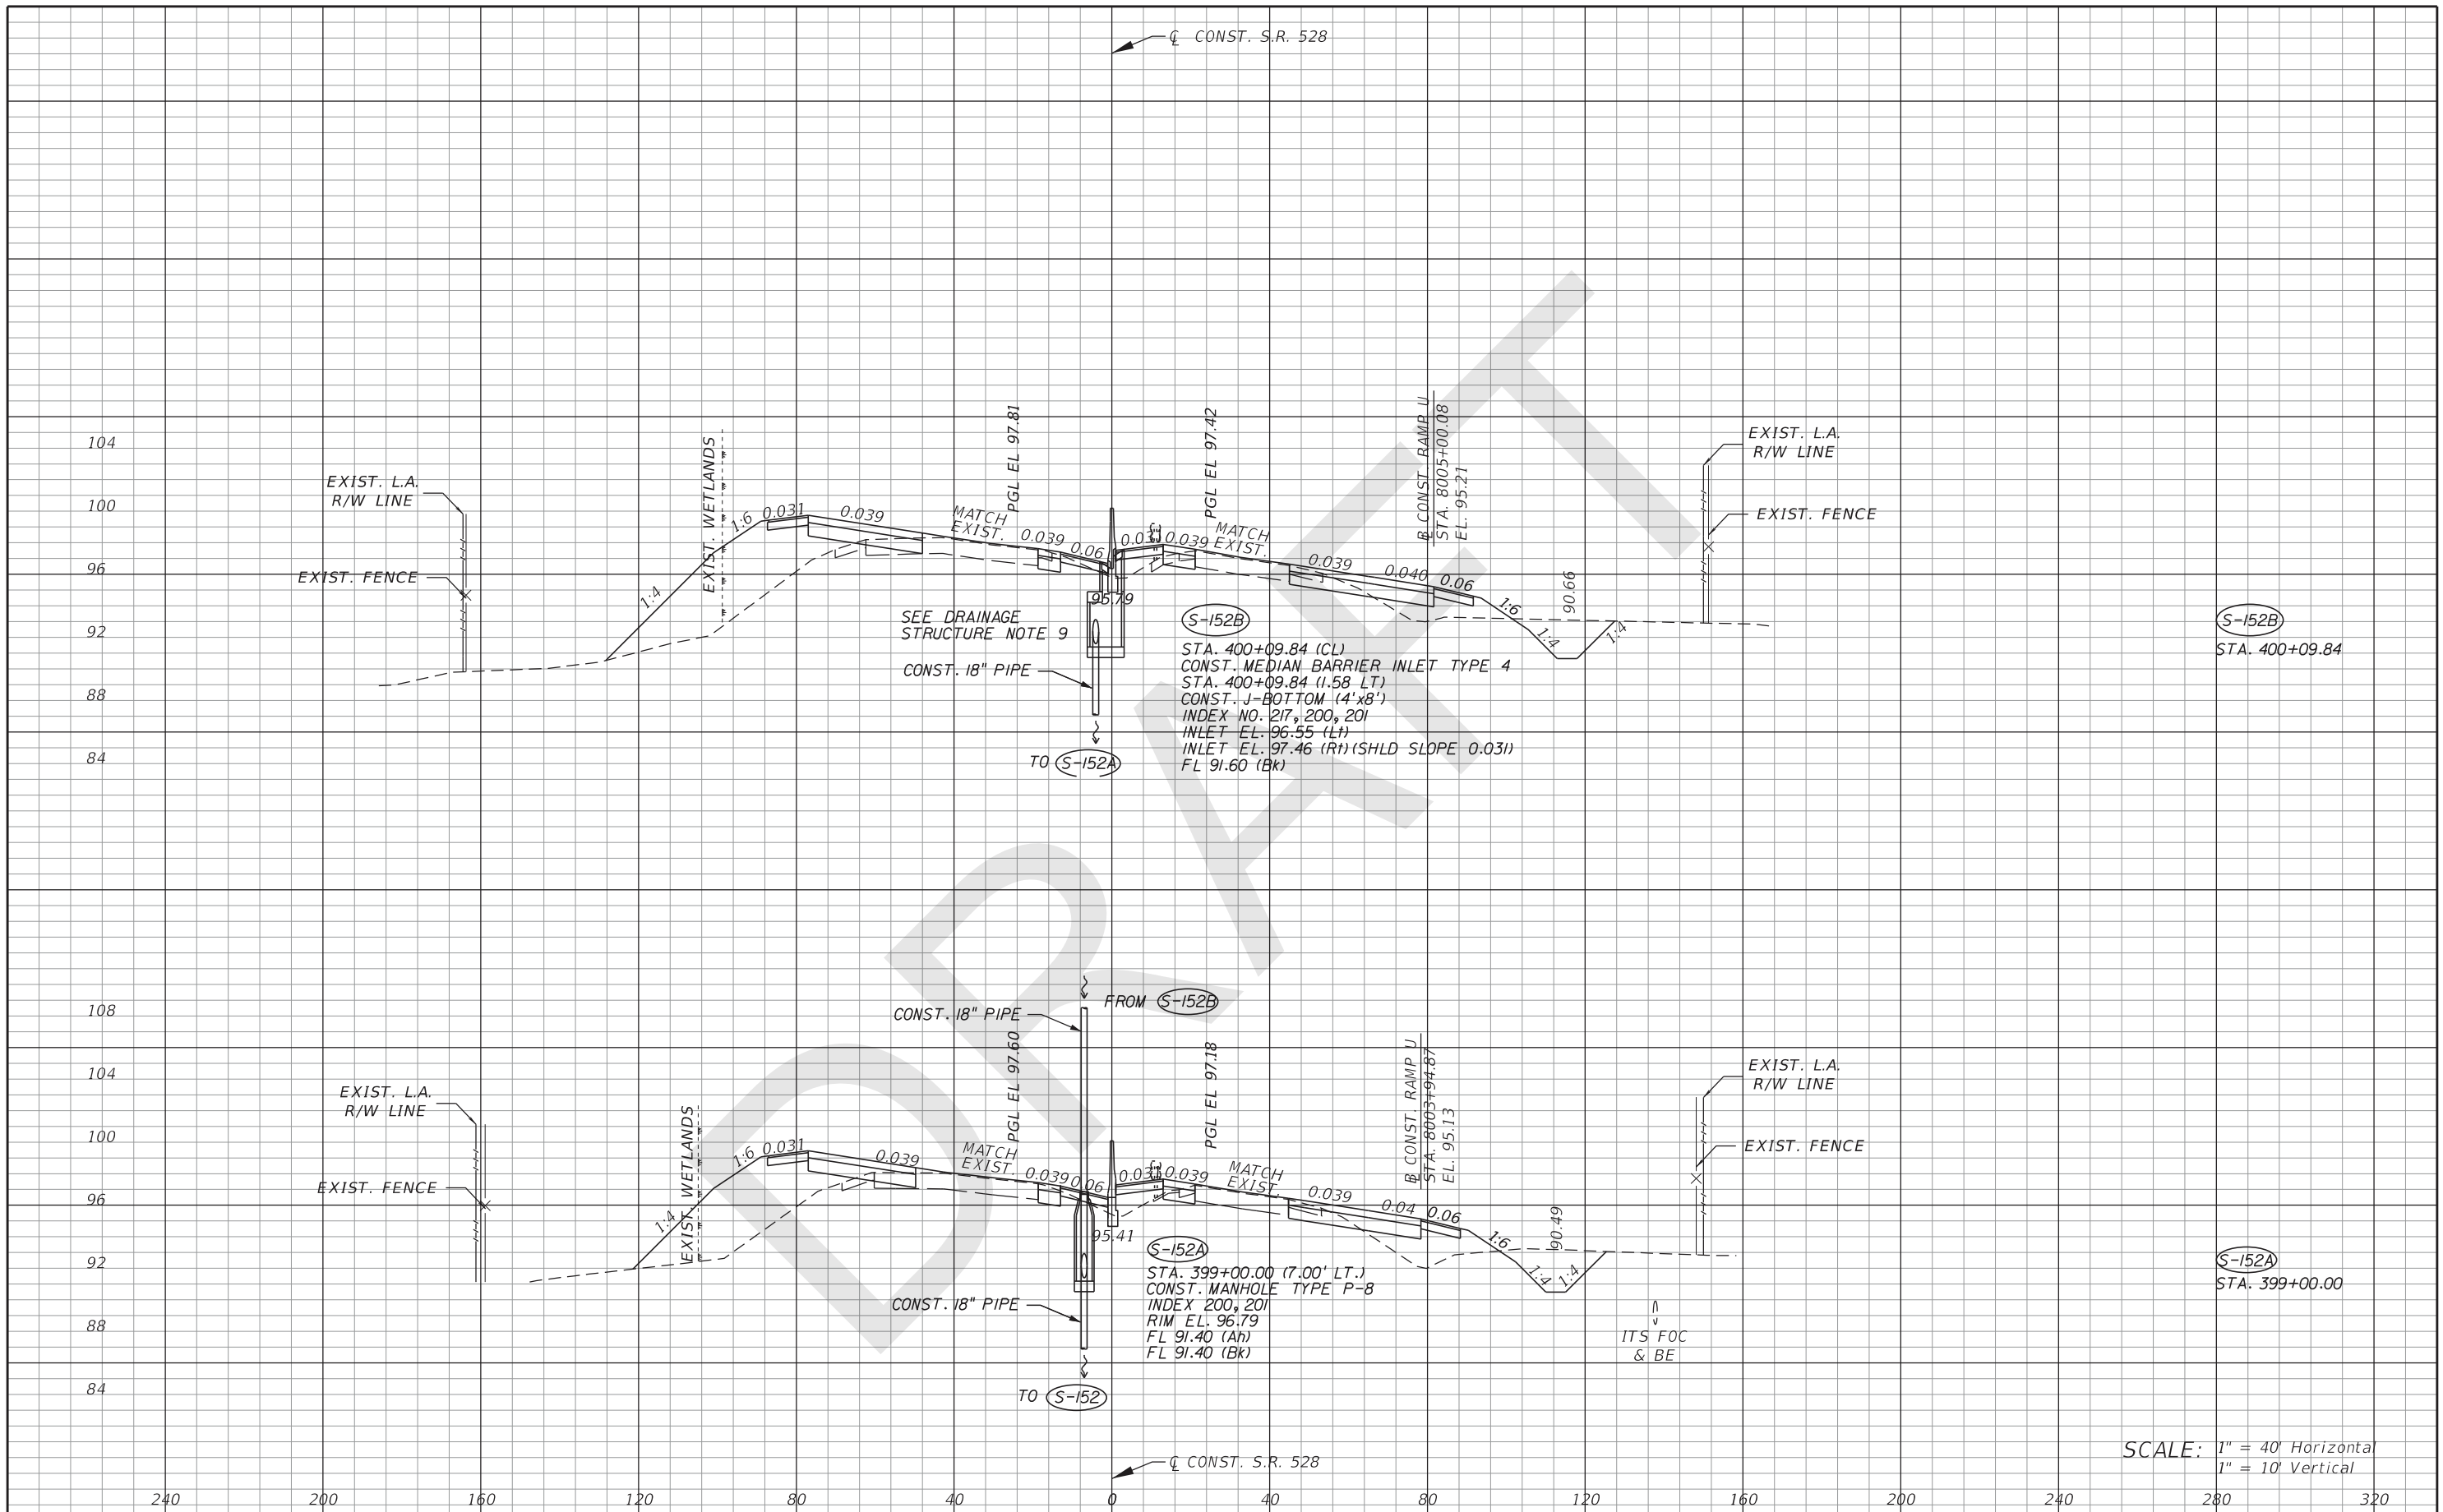 ℄ CONST. S.R. 528
104
100
96
92
88
84
EXIST. L.A.
R/W LINE
EXIST. FENCE
1:4
EXIST. WETLANDS
1:6
0.031
0.039
MATCH
EXIST.
PGL EL 97.81
0.039
0.06
95.79
0.039
PGL EL 97.42
MATCH
EXIST.
0.039
0.040
0.06
B CONST. RAMP U
STA. 8005+00.08
EL. 95.21
1:6
1:4
90.66
1:4
EXIST. L.A.
R/W LINE
EXIST. FENCE
SEE DRAINAGE
STRUCTURE NOTE 9
CONST. 18" PIPE
TO S-152A
S-152B
STA. 400+09.84 (CL)
CONST. MEDIAN BARRIER INLET TYPE 4
STA. 400+09.84 (1.58 LT)
CONST. J-BOTTOM (4'x8')
INDEX NO. 217, 200, 201
INLET EL. 96.55 (Lt)
INLET EL. 97.46 (Rt) (SHLD SLOPE 0.031)
FL 91.60 (Bk)
S-152B
STA. 400+09.84
DRAFT
108
104
100
96
92
88
84
FROM S-152B
CONST. 18" PIPE
EXIST. L.A.
R/W LINE
EXIST. FENCE
1:4
EXIST. WETLANDS
1:6
0.031
0.039
MATCH
EXIST.
PGL EL 97.60
0.039
0.06
95.41
0.039
PGL EL 97.18
MATCH
EXIST.
0.039
0.04
0.06
B CONST. RAMP U
STA. 8003+94.87
EL. 95.13
1:6
1:4
90.49
1:4
EXIST. L.A.
R/W LINE
EXIST. FENCE
CONST. 18" PIPE
TO S-152
S-152A
STA. 399+00.00 (7.00' LT.)
CONST. MANHOLE TYPE P-8
INDEX 200, 201
RIM EL. 96.79
FL 91.40 (Ah)
FL 91.40 (Bk)
ITS FOC
& BE
S-152A
STA. 399+00.00
℄ CONST. S.R. 528
SCALE: 1" = 40' Horizontal
1" = 10' Vertical
240 200 160 120 80 40 0 40 80 120 160 200 240 280 320